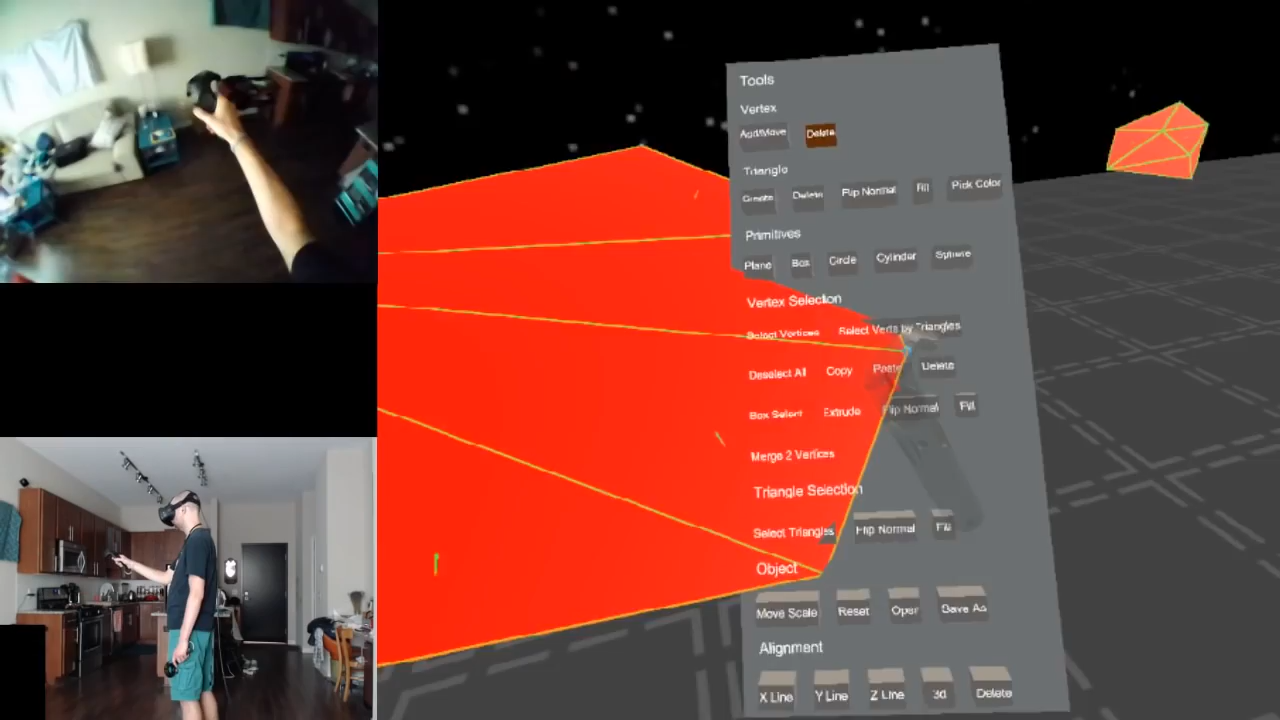 Tools
Vertex
Add/Move Delete
Triangle
Create Delete Flip Normal Fill Pick Color
Primitives
Plane Box Circle Cylinder Sphere
Vertex Selection
Select Vertices Select Verts by Triangles
Deselect All Copy Paste Delete
Box Select Extrude Flip Normal Fill
Merge 2 Vertices
Triangle Selection
Select Triangles Flip Normal Fill
Object
Move Scale Reset Open Save As
Alignment
X Line Y Line Z Line 3d Delete